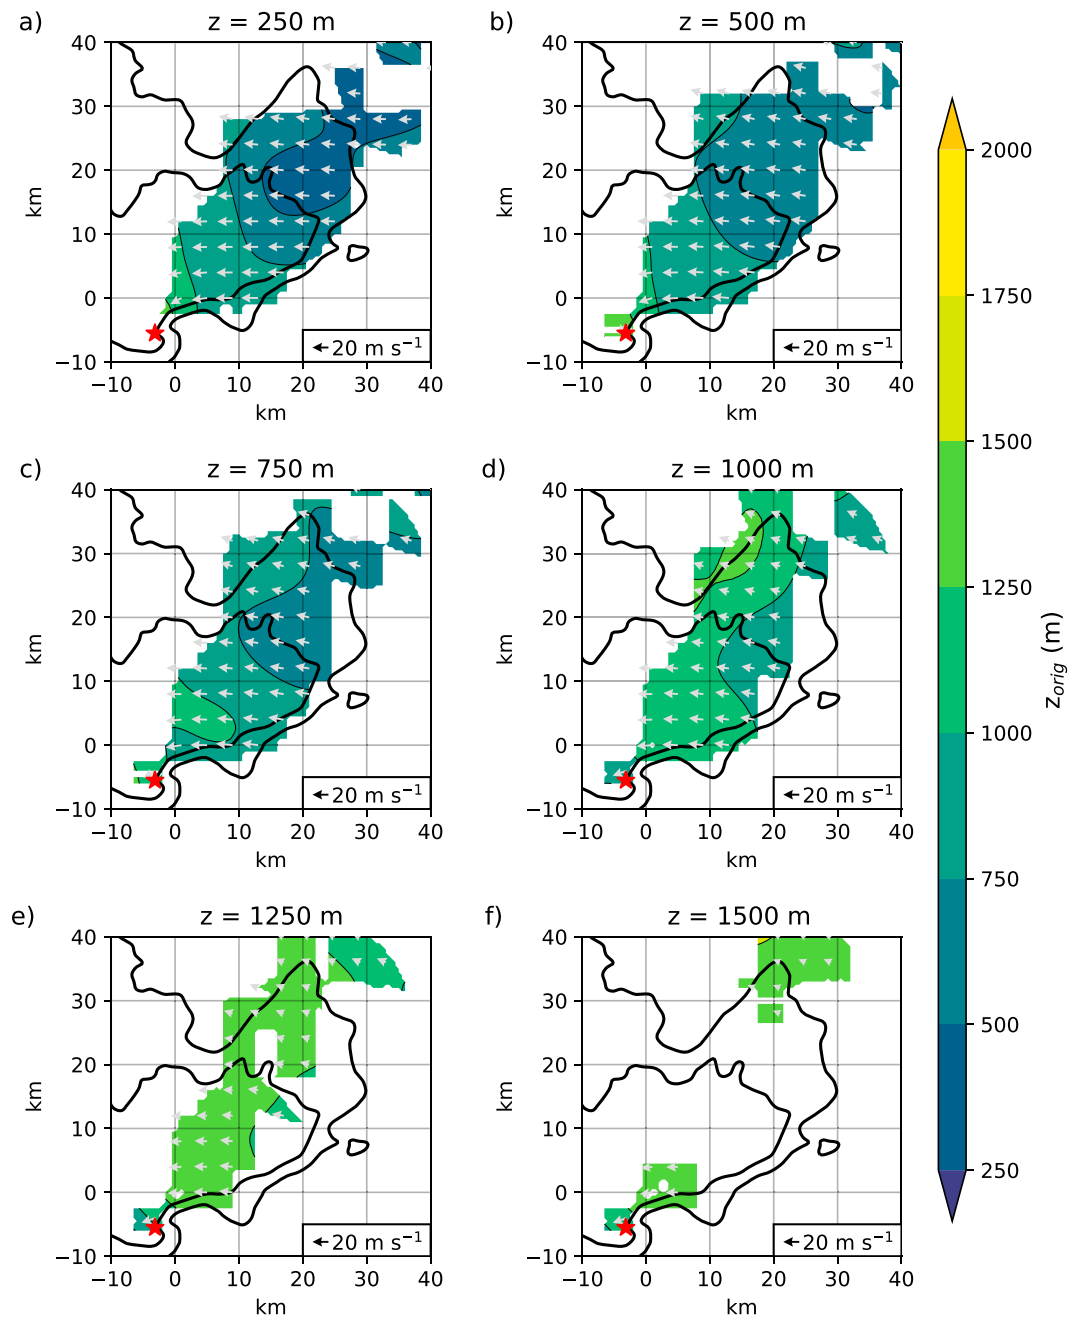 a) z = 250 m
40
30
20
10
0
−10
km
−10 0 10 20 30 40
km
20 m s⁻¹
b) z = 500 m
40
30
20
10
0
−10
km
−10 0 10 20 30 40
km
20 m s⁻¹
c) z = 750 m
40
30
20
10
0
−10
km
−10 0 10 20 30 40
km
20 m s⁻¹
d) z = 1000 m
40
30
20
10
0
−10
km
−10 0 10 20 30 40
km
20 m s⁻¹
e) z = 1250 m
40
30
20
10
0
−10
km
−10 0 10 20 30 40
km
20 m s⁻¹
f) z = 1500 m
40
30
20
10
0
−10
km
−10 0 10 20 30 40
km
20 m s⁻¹
2000
1750
1500
1250
1000
750
500
250
z_orig (m)